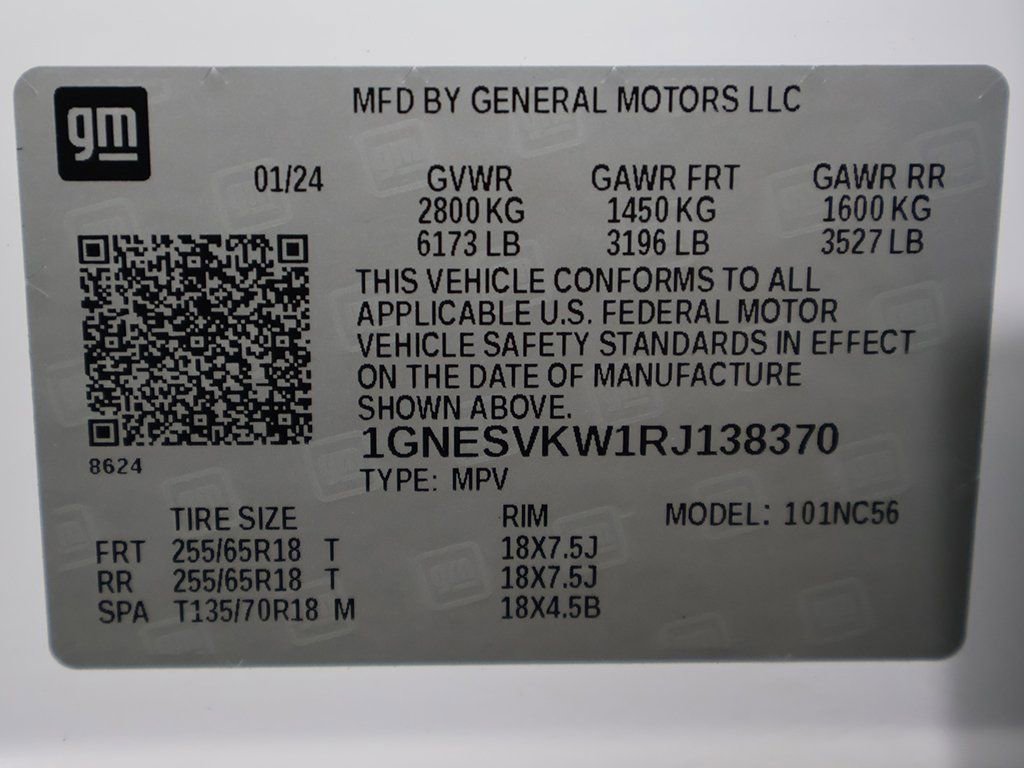 gm
MFD BY GENERAL MOTORS LLC
01/24 GVWR GAWR FRT GAWR RR
2800 KG 1450 KG 1600 KG
6173 LB 3196 LB 3527 LB
THIS VEHICLE CONFORMS TO ALL
APPLICABLE U.S. FEDERAL MOTOR
VEHICLE SAFETY STANDARDS IN EFFECT
ON THE DATE OF MANUFACTURE
SHOWN ABOVE.
1GNESVKW1RJ138370
8624
TYPE: MPV
TIRE SIZE RIM MODEL: 101NC56
FRT 255/65R18 T 18X7.5J
RR 255/65R18 T 18X7.5J
SPA T135/70R18 M 18X4.5B